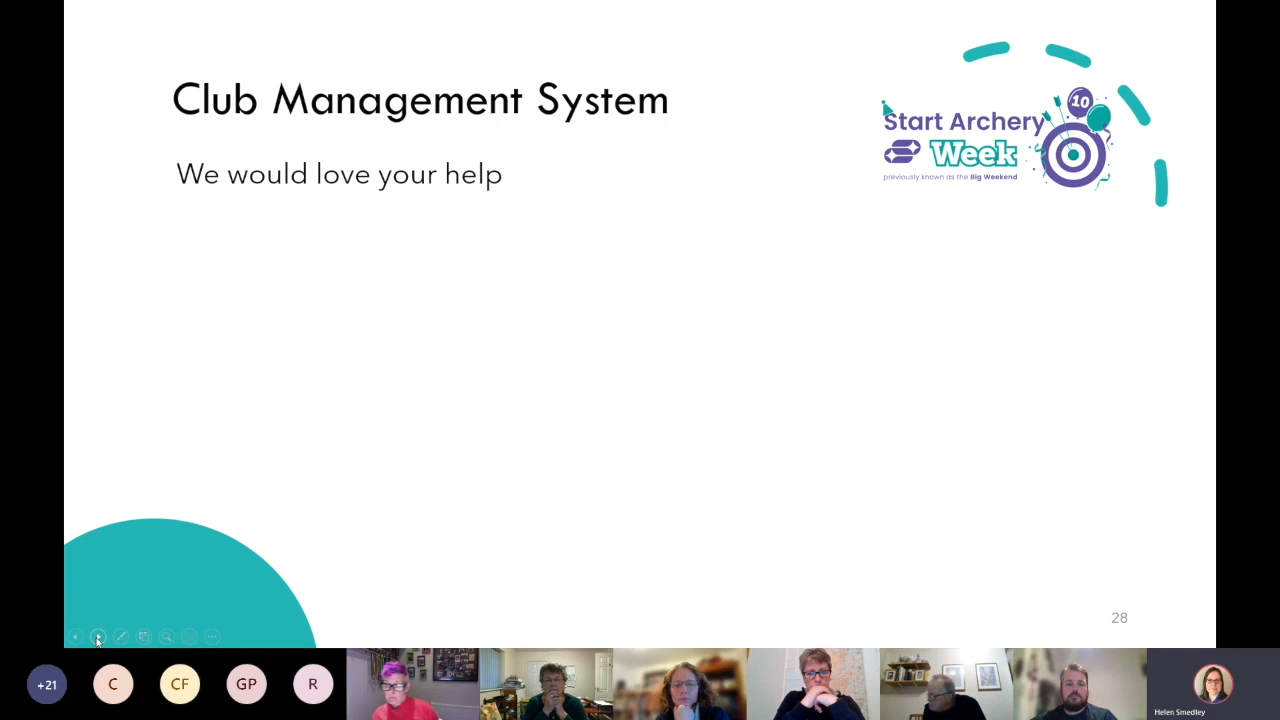 Club Management System
We would love your help
10
Start Archery
Week
previously known as the Big Weekend
28
+21
C
CF
GP
R
Helen Smedley